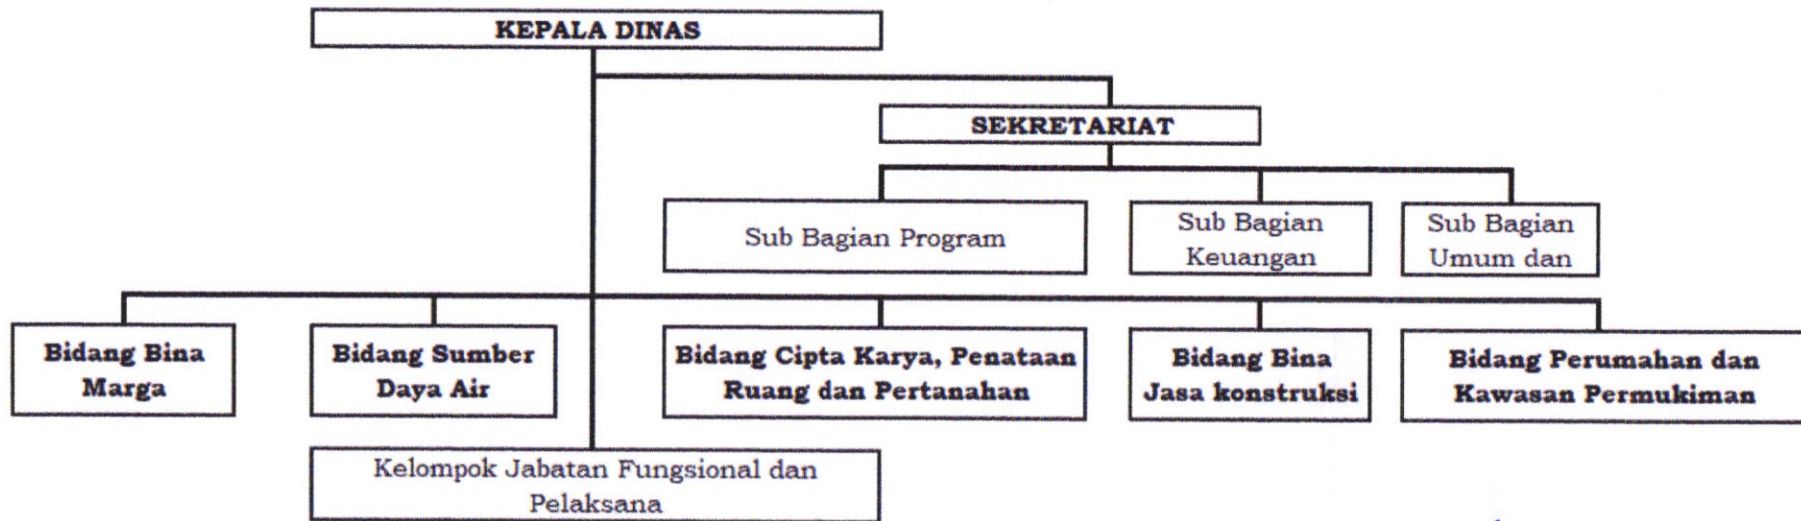 KEPALA DINAS
SEKRETARIAT
Sub Bagian Program
Sub Bagian
Keuangan
Sub Bagian
Umum dan
Bidang Bina
Marga
Bidang Sumber
Daya Air
Bidang Cipta Karya, Penataan
Ruang dan Pertanahan
Bidang Bina
Jasa konstruksi
Bidang Perumahan dan
Kawasan Permukiman
Kelompok Jabatan Fungsional dan
Pelaksana